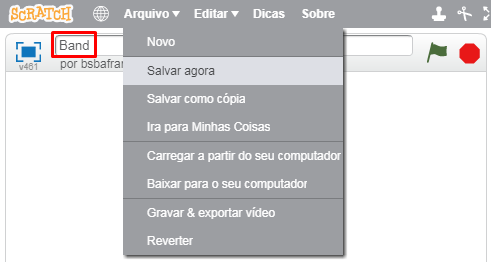 SCRATCH Arquivo Editar Dicas Sobre
Band
v461
por bsbafran
Novo
Salvar agora
Salvar como cópia
Ira para Minhas Coisas
Carregar a partir do seu computador
Baixar para o seu computador
Gravar & exportar vídeo
Reverter